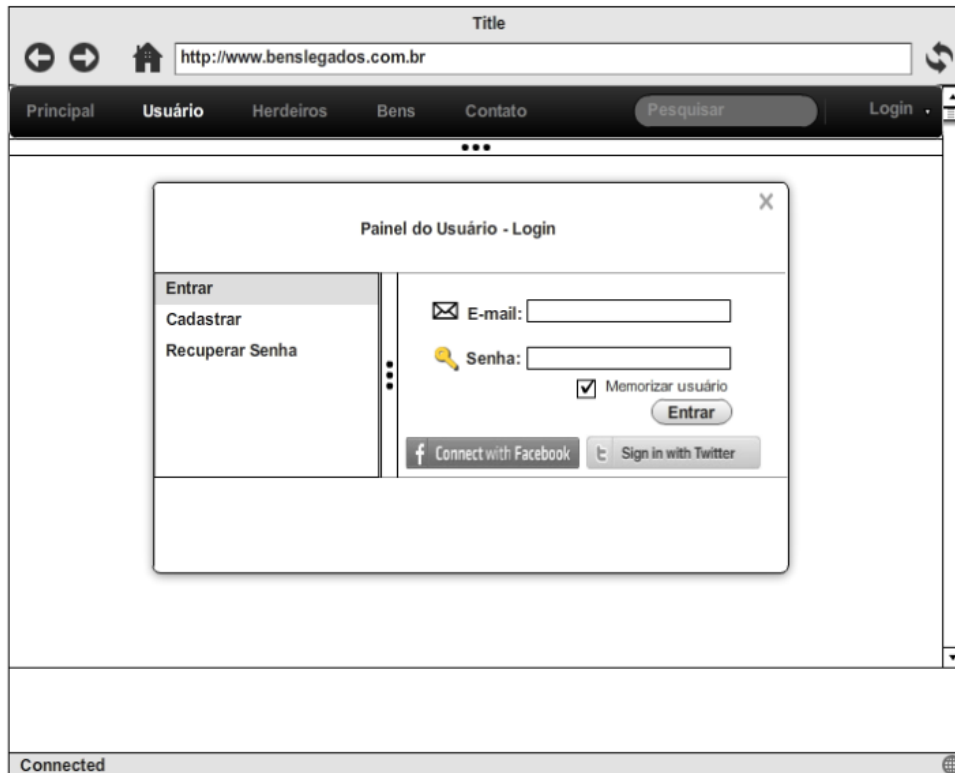 Title
http://www.benslegados.com.br
Principal Usuário Herdeiros Bens Contato Pesquisar Login
Painel do Usuário - Login
Entrar
Cadastrar
Recuperar Senha
E-mail:
Senha:
Memorizar usuário
Entrar
f Connect with Facebook t Sign in with Twitter
Connected